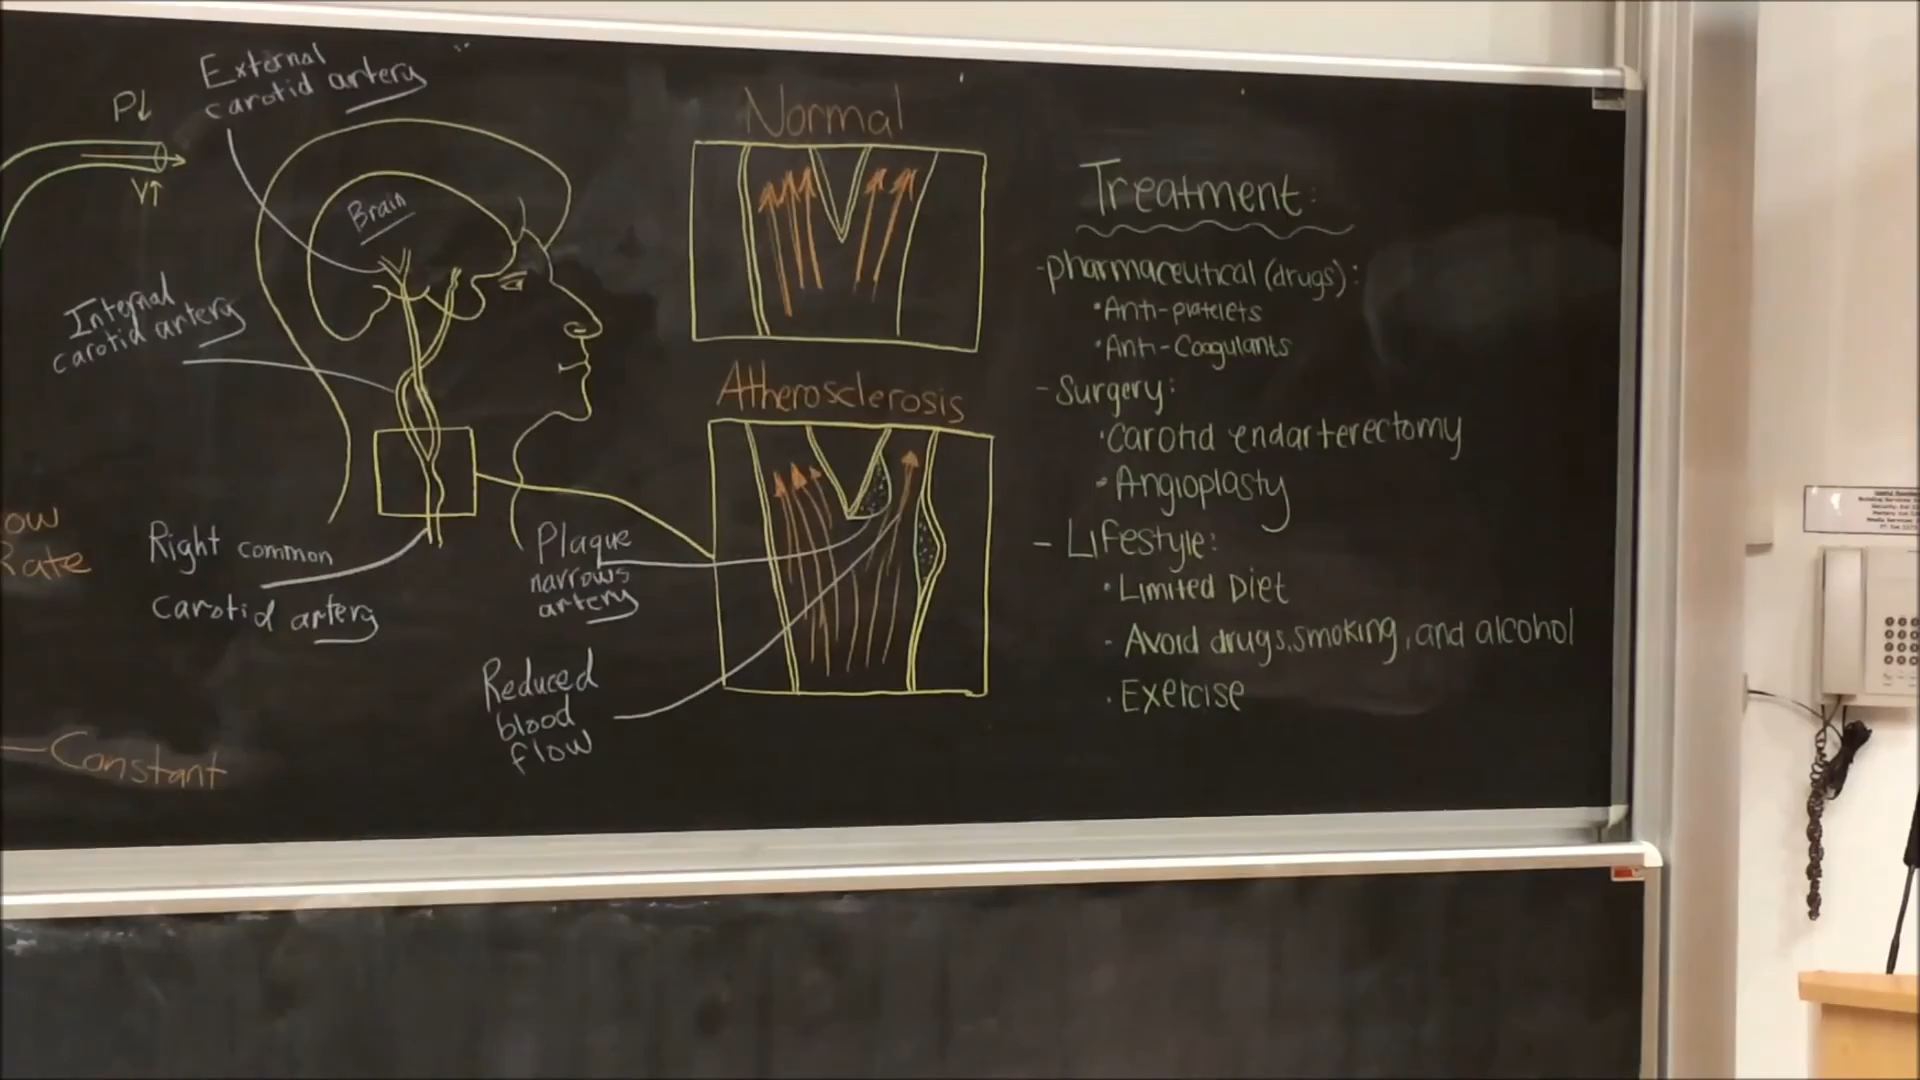 P↓
V↑
External
carotid artery
Brain
Internal
carotid artery
ow
Rate
Right common
carotid artery
Constant
Normal
Atherosclerosis
Plaque
narrows
artery
Reduced
blood
flow
Treatment:
-pharmaceutical (drugs):
•Anti-platelets
•Anti-Coagulants
- Surgery:
•Carotid endarterectomy
•Angioplasty
- Lifestyle:
•Limited Diet
- Avoid drugs, smoking, and alcohol
•Exercise